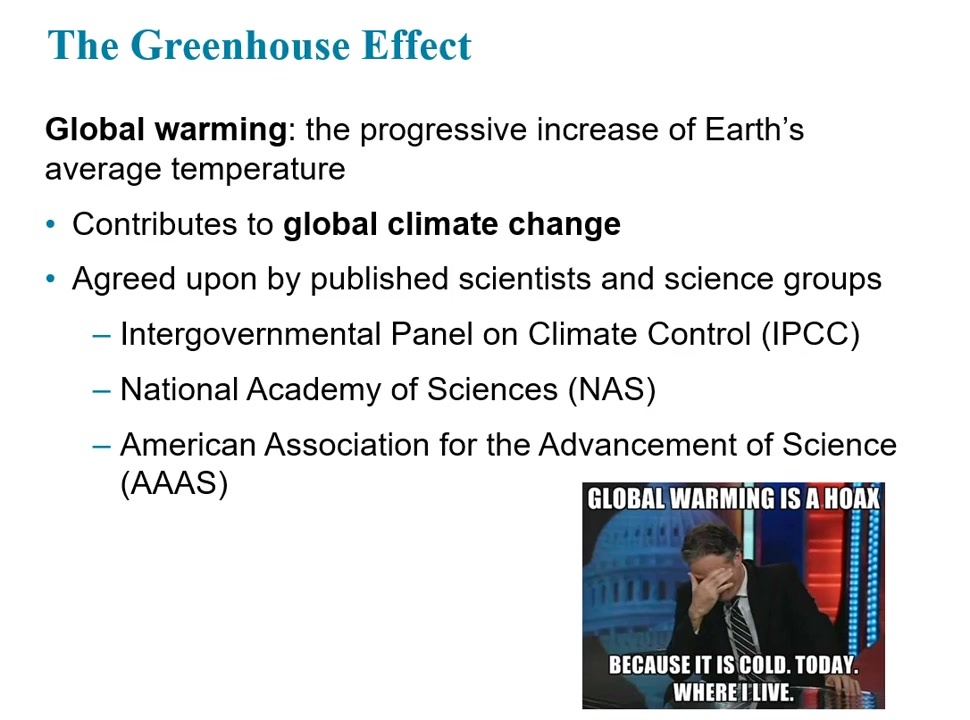 The Greenhouse Effect
Global warming: the progressive increase of Earth’s
average temperature
• Contributes to global climate change
• Agreed upon by published scientists and science groups
– Intergovernmental Panel on Climate Control (IPCC)
– National Academy of Sciences (NAS)
– American Association for the Advancement of Science
(AAAS)
GLOBAL WARMING IS A HOAX
BECAUSE IT IS COLD. TODAY.
WHERE I LIVE.